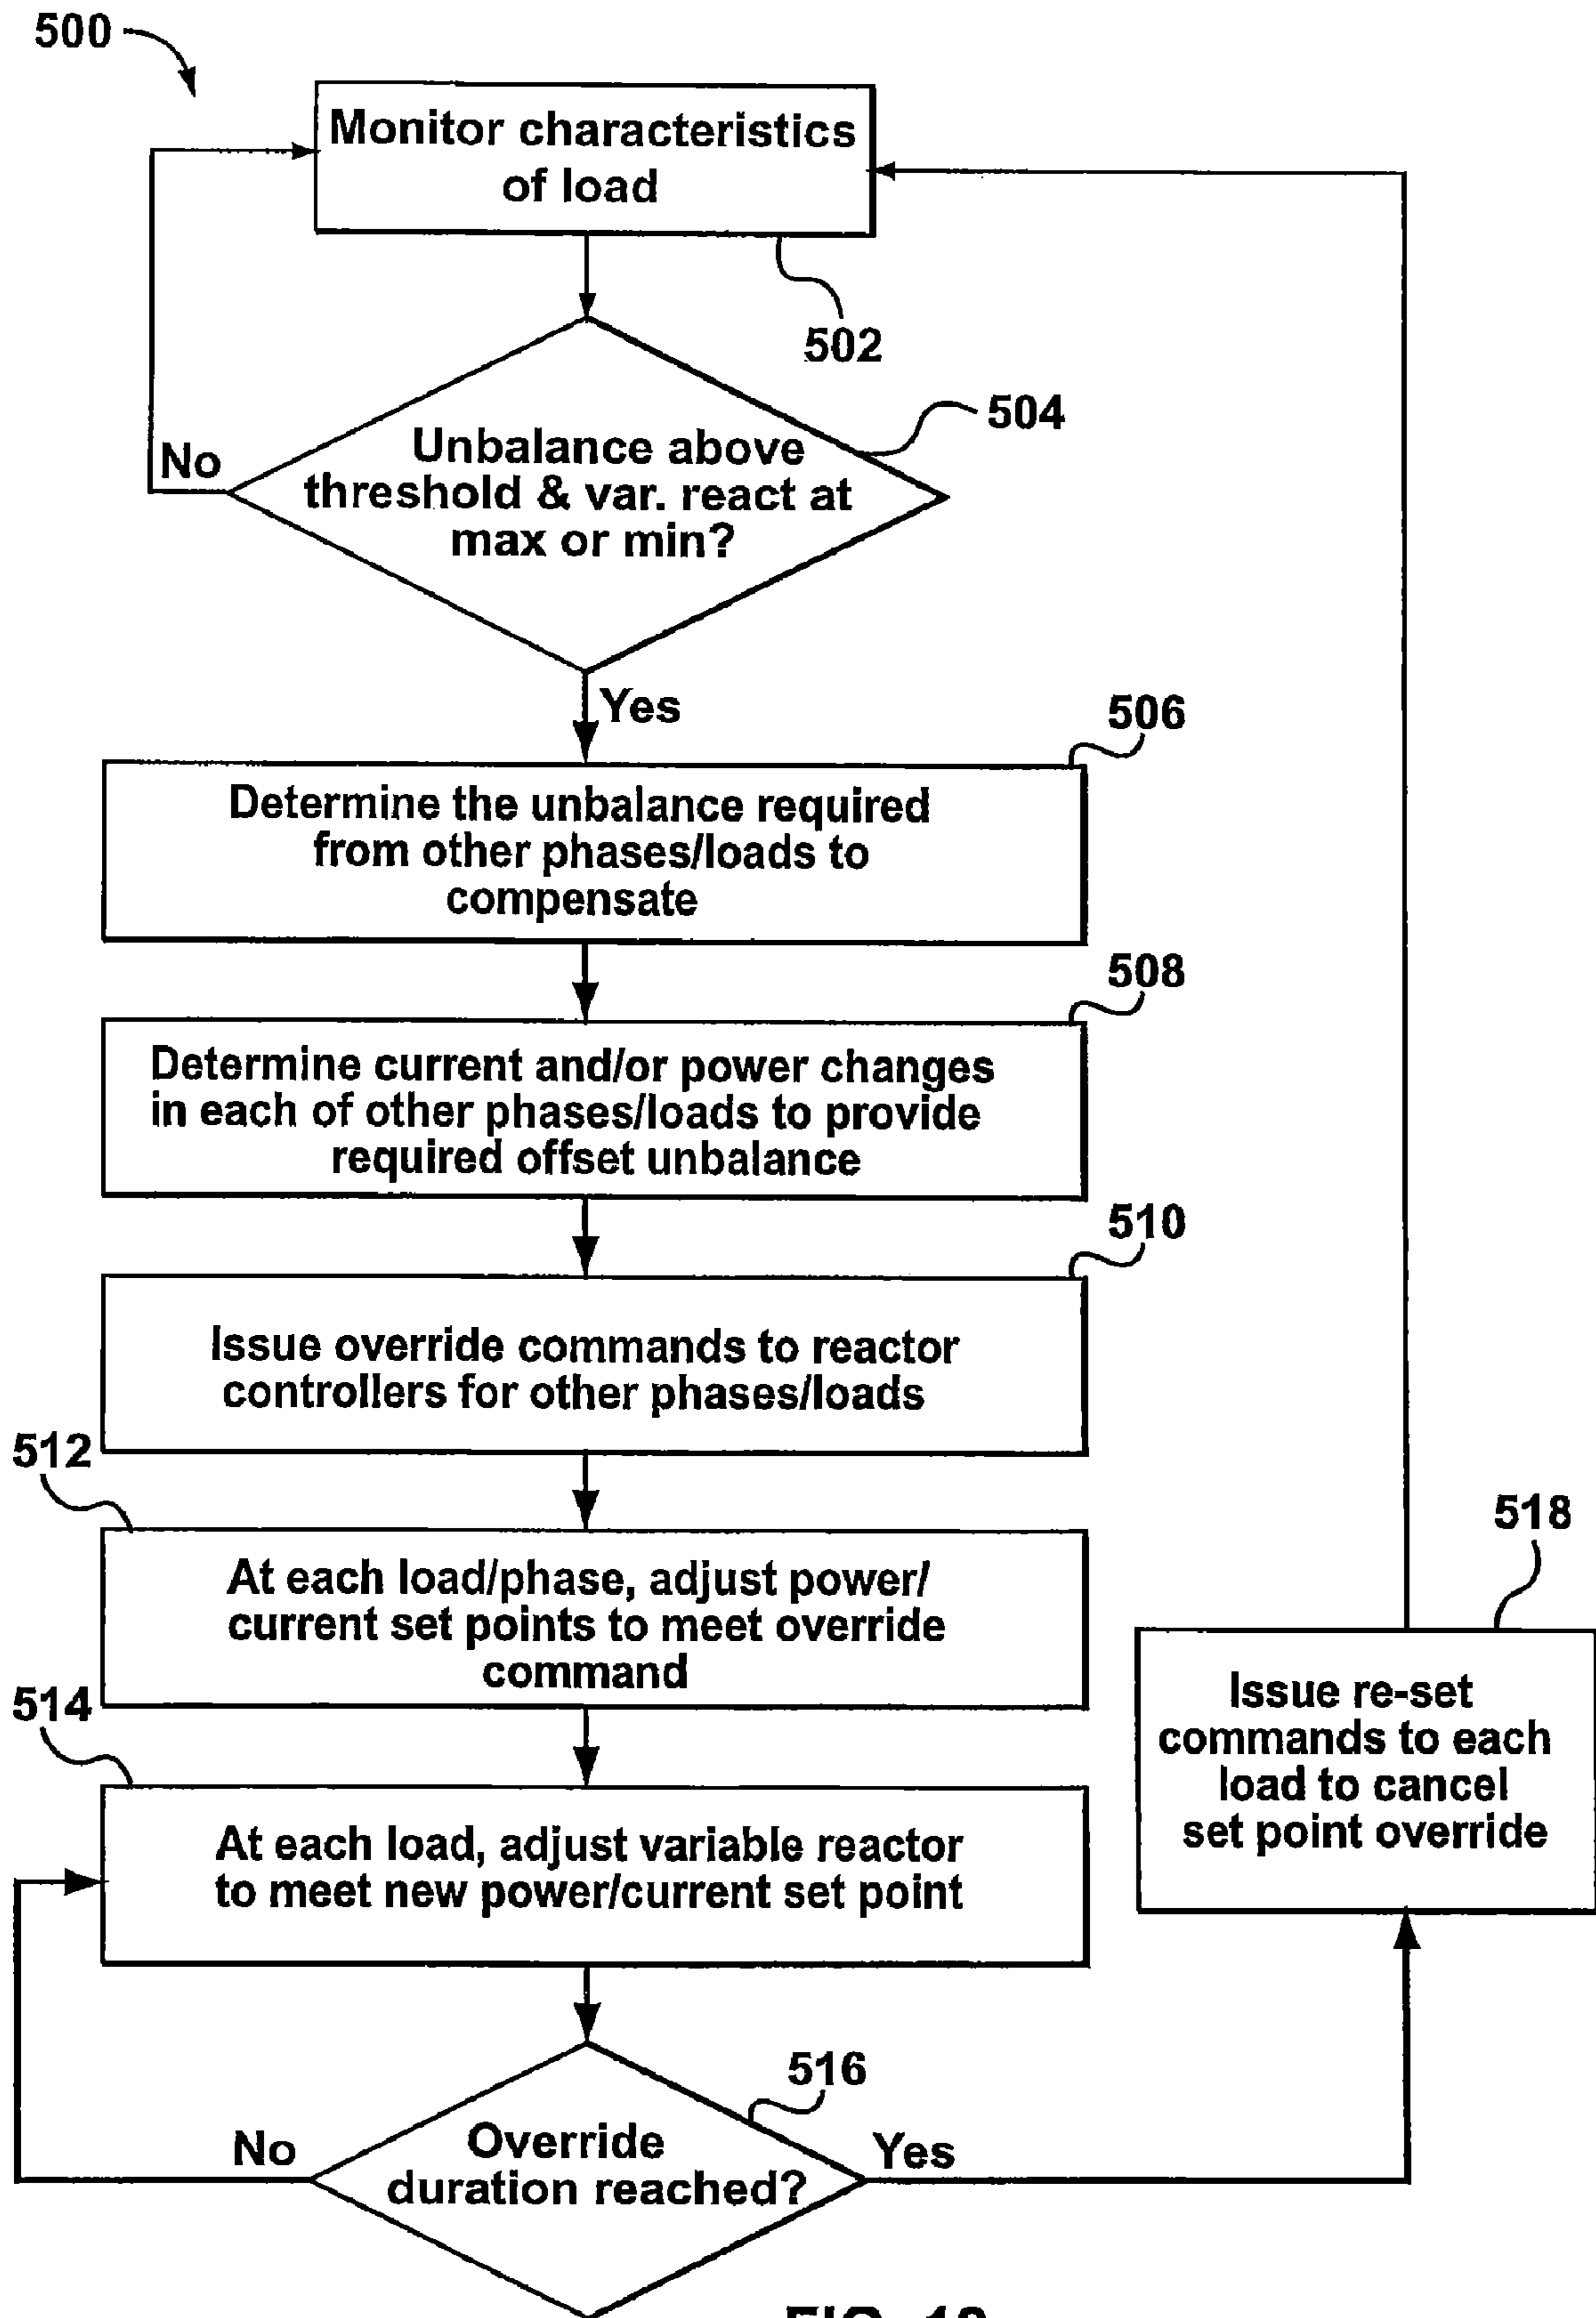 500
Monitor characteristics
of load
502
504
Unbalance above
threshold & var. react at
max or min?
No
Yes
506
Determine the unbalance required
from other phases/loads to
compensate
508
Determine current and/or power changes
in each of other phases/loads to provide
required offset unbalance
510
Issue override commands to reactor
controllers for other phases/loads
512
At each load/phase, adjust power/
current set points to meet override
command
518
Issue re-set
commands to each
load to cancel
set point override
514
At each load, adjust variable reactor
to meet new power/current set point
516
Override
duration reached?
No
Yes